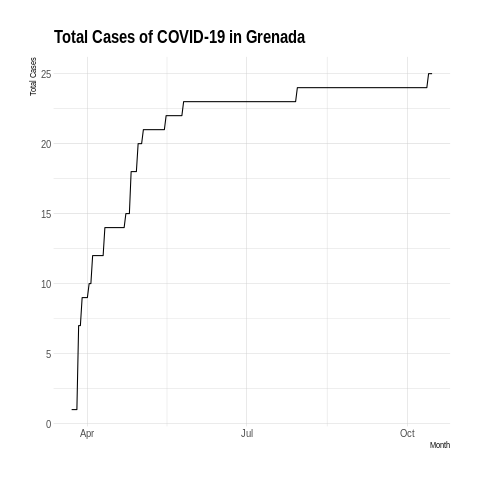 Total Cases of COVID-19 in Grenada
Total Cases
25
20
15
10
5
0
Apr
Jul
Oct
Month